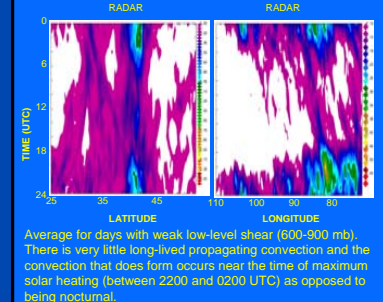 RADAR RADAR
0
6
12
18
24
TIME (UTC)
25 35 45 110 100 90 80
LATITUDE LONGITUDE
Average for days with weak low-level shear (600-900 mb).
There is very little long-lived propagating convection and the
convection that does form occurs near the time of maximum
solar heating (between 2200 and 0200 UTC) as opposed to
being nocturnal.